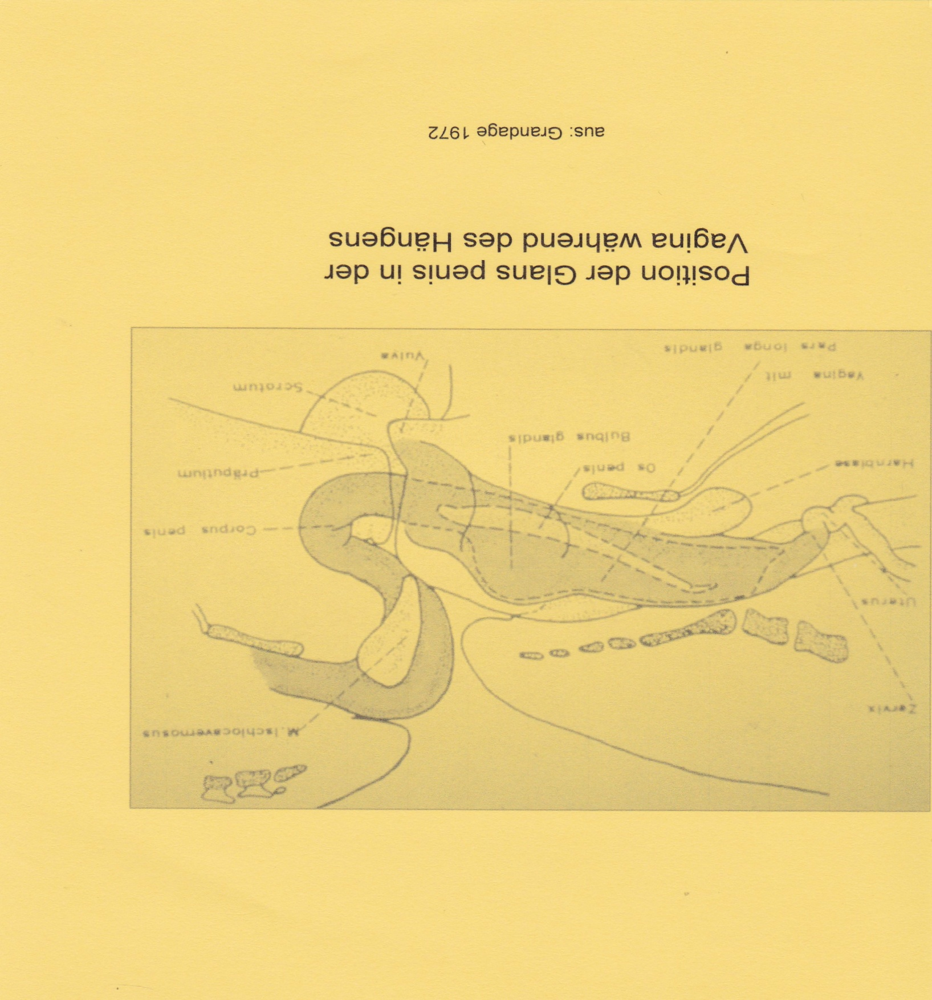 M.Ischiocavernosus
Zervix
Uterus
Corpus penis
Präputium
Os penis
Harnblase
Bulbus glandis
Scrotum
Vagina mit
Pars longa glandis
Vulva
Position der Glans penis in der
Vagina während des Hängens
aus: Grandage 1972